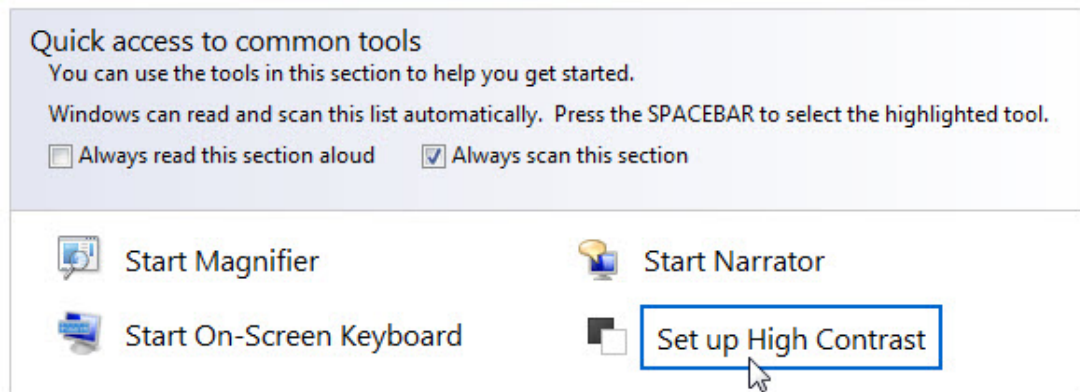 Quick access to common tools
You can use the tools in this section to help you get started.
Windows can read and scan this list automatically.  Press the SPACEBAR to select the highlighted tool.
Always read this section aloud
Always scan this section
Start Magnifier
Start Narrator
Start On-Screen Keyboard
Set up High Contrast